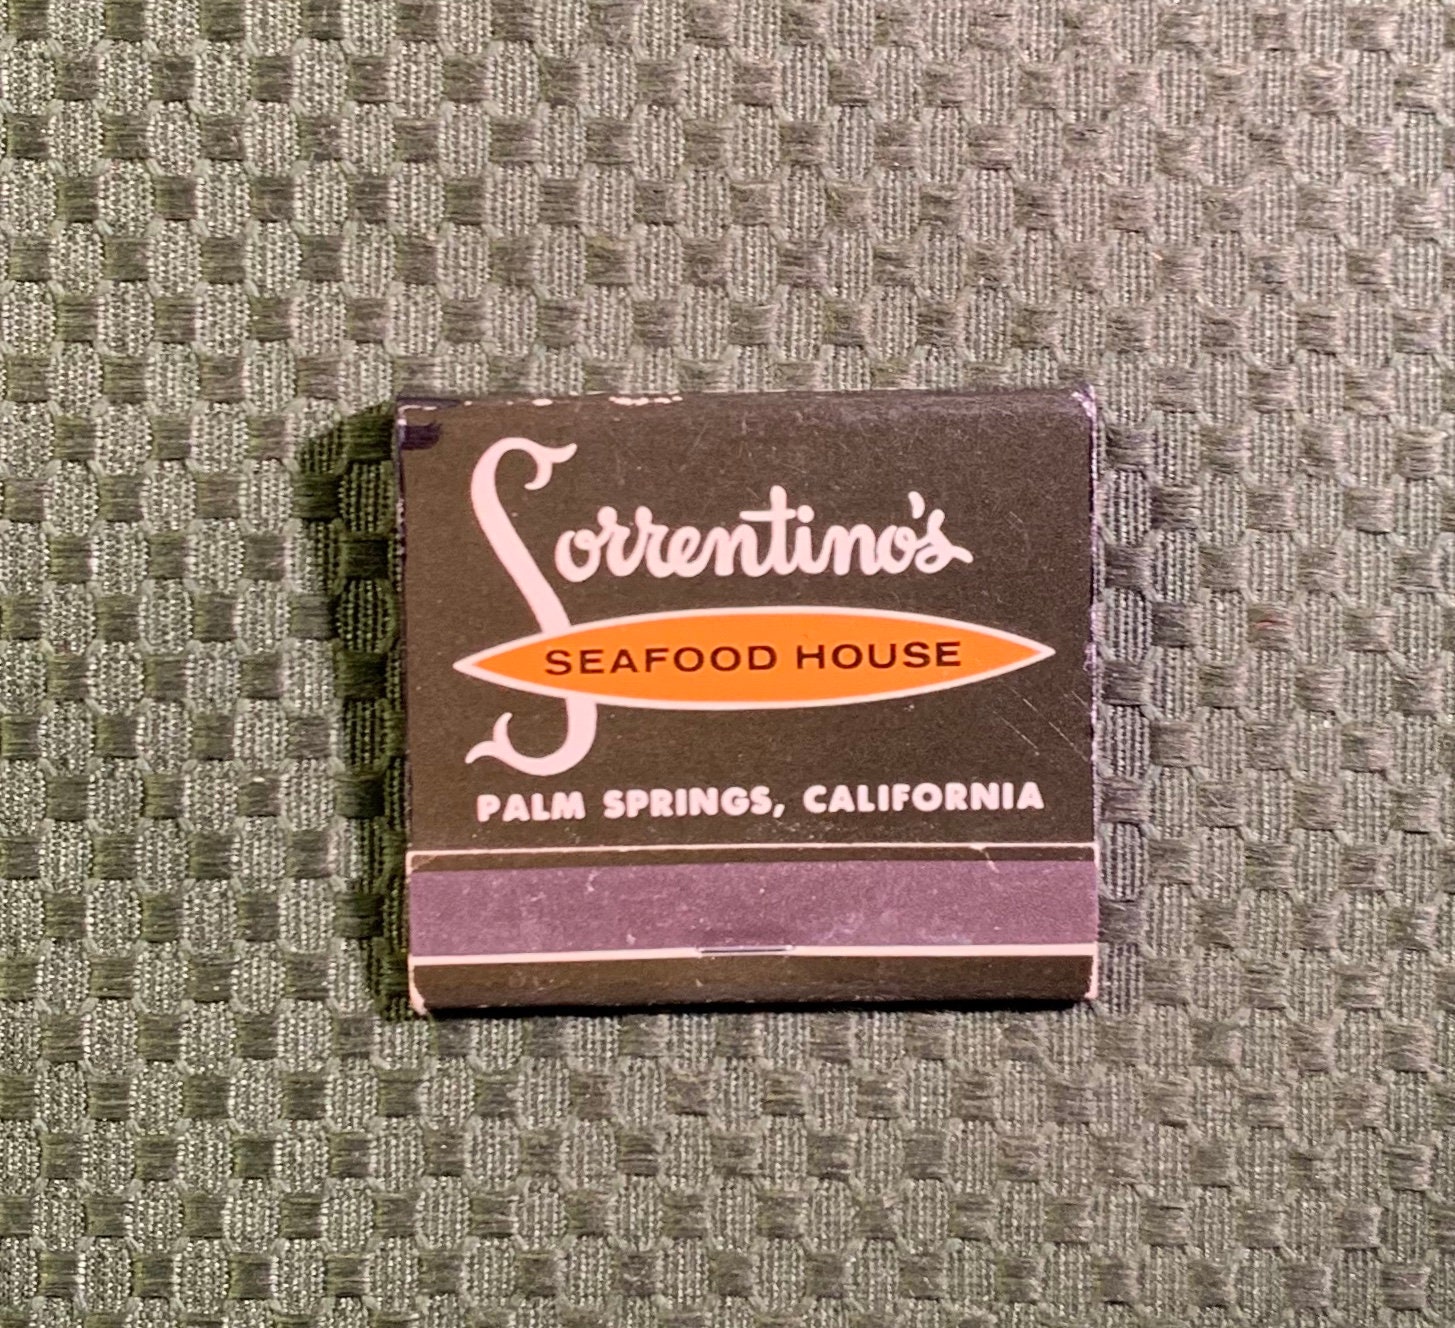 Sorrentino's
SEAFOOD HOUSE
PALM SPRINGS, CALIFORNIA